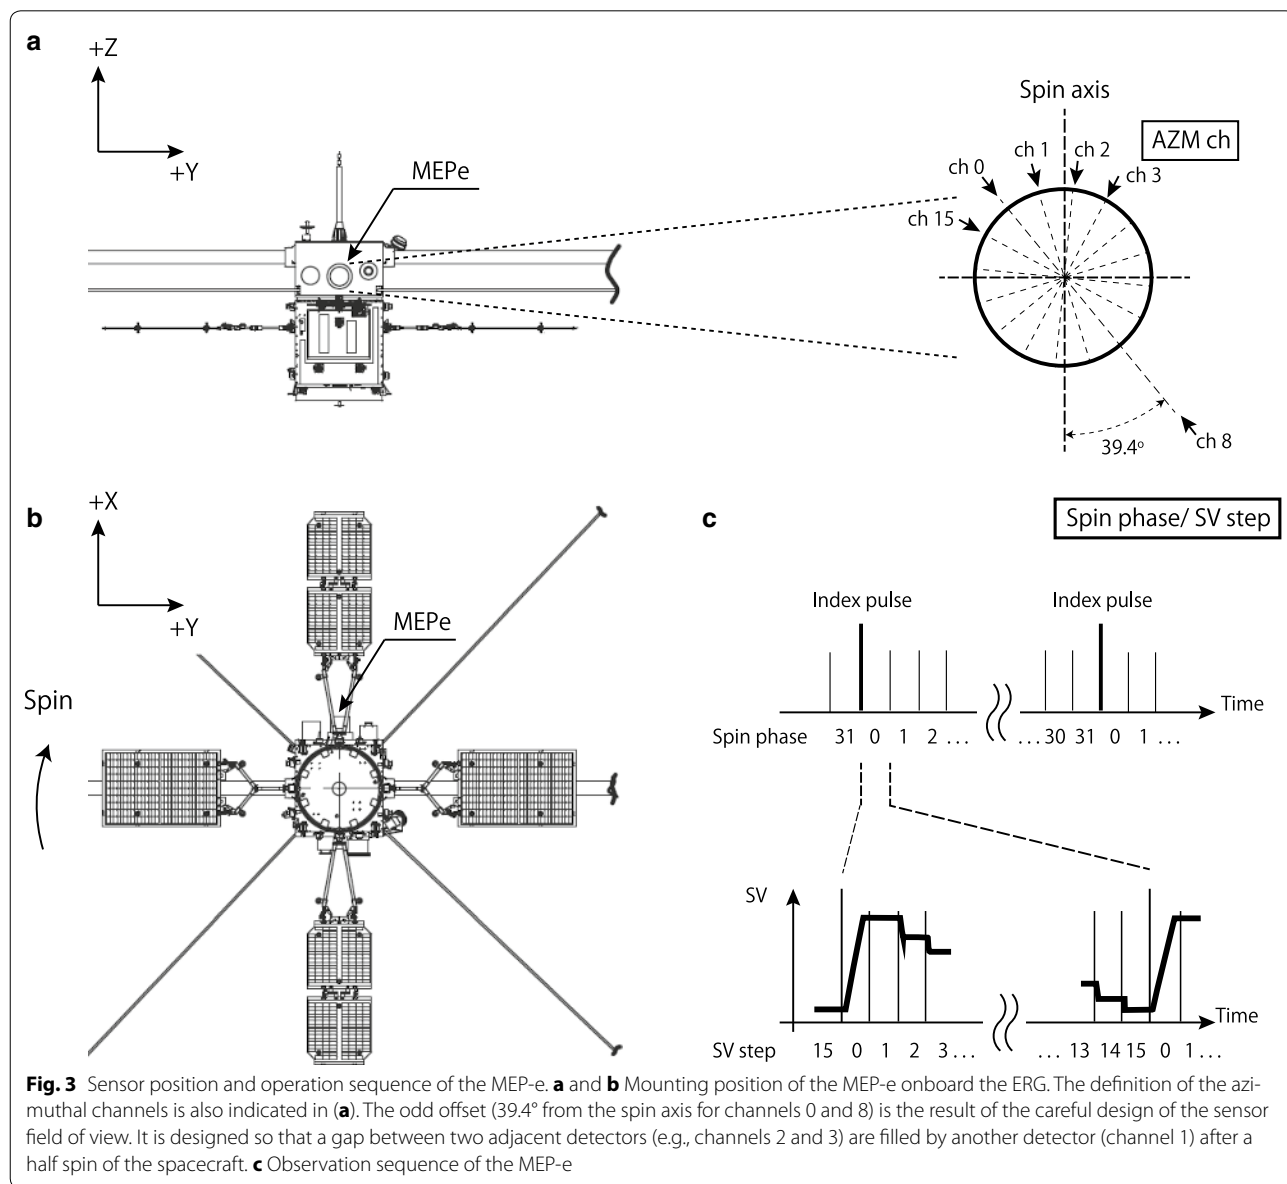 a
+Z
+Y
MEPe
Spin axis
AZM ch
ch 0
ch 1
ch 2
ch 3
ch 15
39.4°
ch 8
b
+X
+Y
MEPe
Spin
c
Spin phase/ SV step
Index pulse
Index pulse
Time
Spin phase 31 0 1 2 ... ...30 31 0 1 ...
SV
Time
SV step 15 0 1 2 3... ... 13 14 15 0 1...
Fig. 3 Sensor position and operation sequence of the MEP-e. a and b Mounting position of the MEP-e onboard the ERG. The definition of the azi-
muthal channels is also indicated in (a). The odd offset (39.4° from the spin axis for channels 0 and 8) is the result of the careful design of the sensor
field of view. It is designed so that a gap between two adjacent detectors (e.g., channels 2 and 3) are filled by another detector (channel 1) after a
half spin of the spacecraft. c Observation sequence of the MEP-e